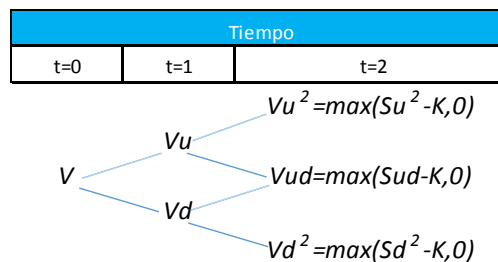 Tiempo
t=0 t=1 t=2
Vu²=max(Su²-K,0)
Vu
V Vud=max(Sud-K,0)
Vd
Vd²=max(Sd²-K,0)